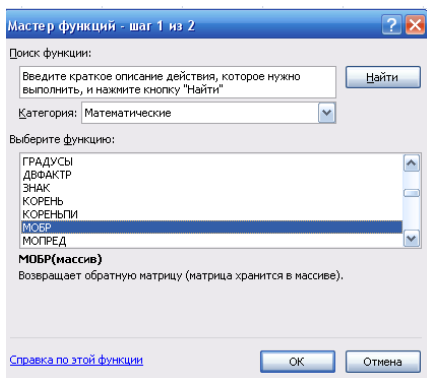 Мастер функций - шаг 1 из 2
Поиск функции:
Введите краткое описание действия, которое нужно
выполнить, и нажмите кнопку "Найти"
Найти
Категория: Математические
Выберите функцию:
ГРАДУСЫ
ДВФАКТР
ЗНАК
КОРЕНЬ
КОРЕНЬПИ
МОБР
МОПРЕД
МОБР(массив)
Возвращает обратную матрицу (матрица хранится в массиве).
Справка по этой функции
ОК
Отмена